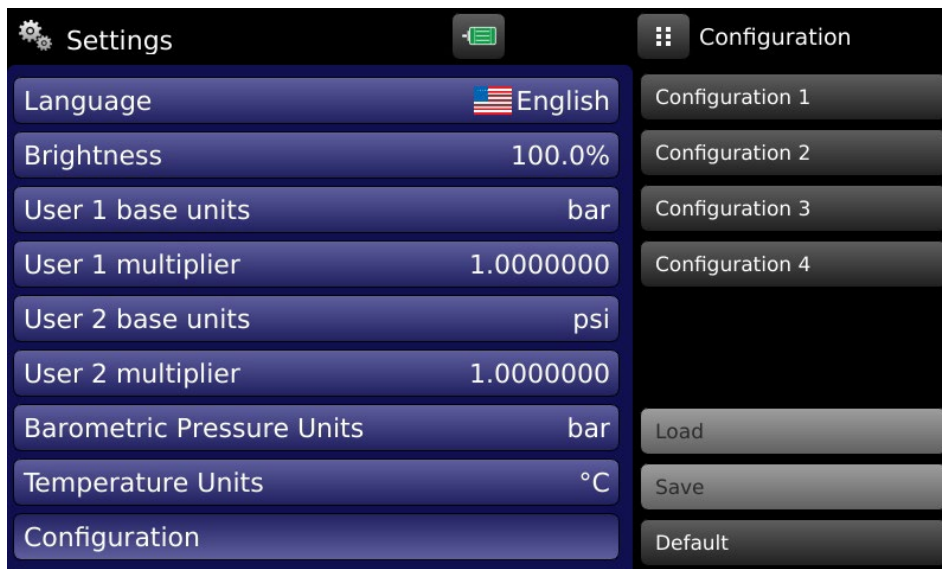 Settings
Language English
Brightness 100.0%
User 1 base units bar
User 1 multiplier 1.0000000
User 2 base units psi
User 2 multiplier 1.0000000
Barometric Pressure Units bar
Temperature Units °C
Configuration
Configuration
Configuration 1
Configuration 2
Configuration 3
Configuration 4
Load
Save
Default